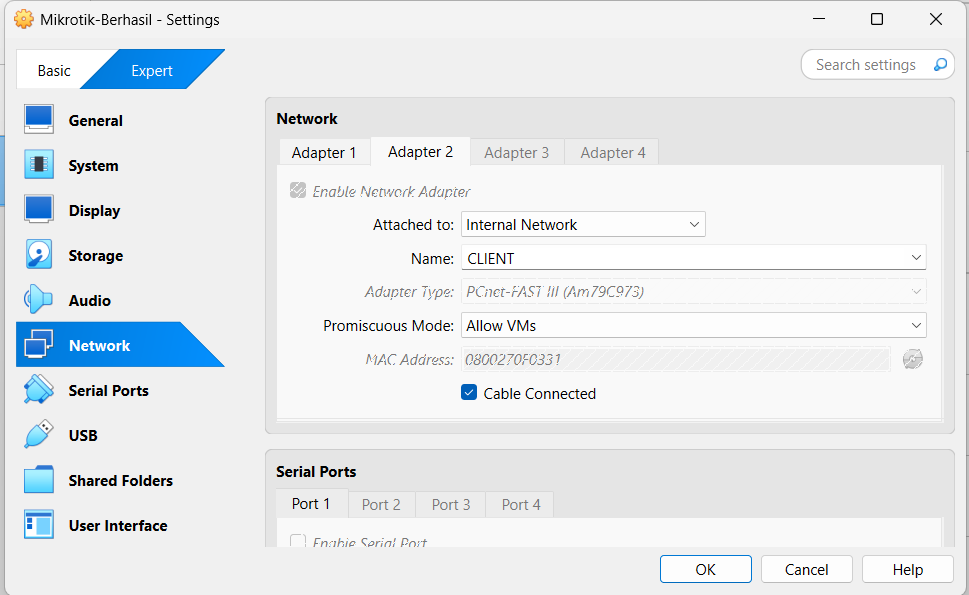 Mikrotik-Berhasil - Settings
Basic Expert Search settings
General
System
Display
Storage
Audio
Network
Serial Ports
USB
Shared Folders
User Interface
Network
Adapter 1 Adapter 2 Adapter 3 Adapter 4
Enable Network Adapter
Attached to: Internal Network
Name: CLIENT
Adapter Type: PCnet-FAST III (Am79C973)
Promiscuous Mode: Allow VMs
MAC Address: 0800270F0331
Cable Connected
Serial Ports
Port 1 Port 2 Port 3 Port 4
Enable Serial Port
OK Cancel Help